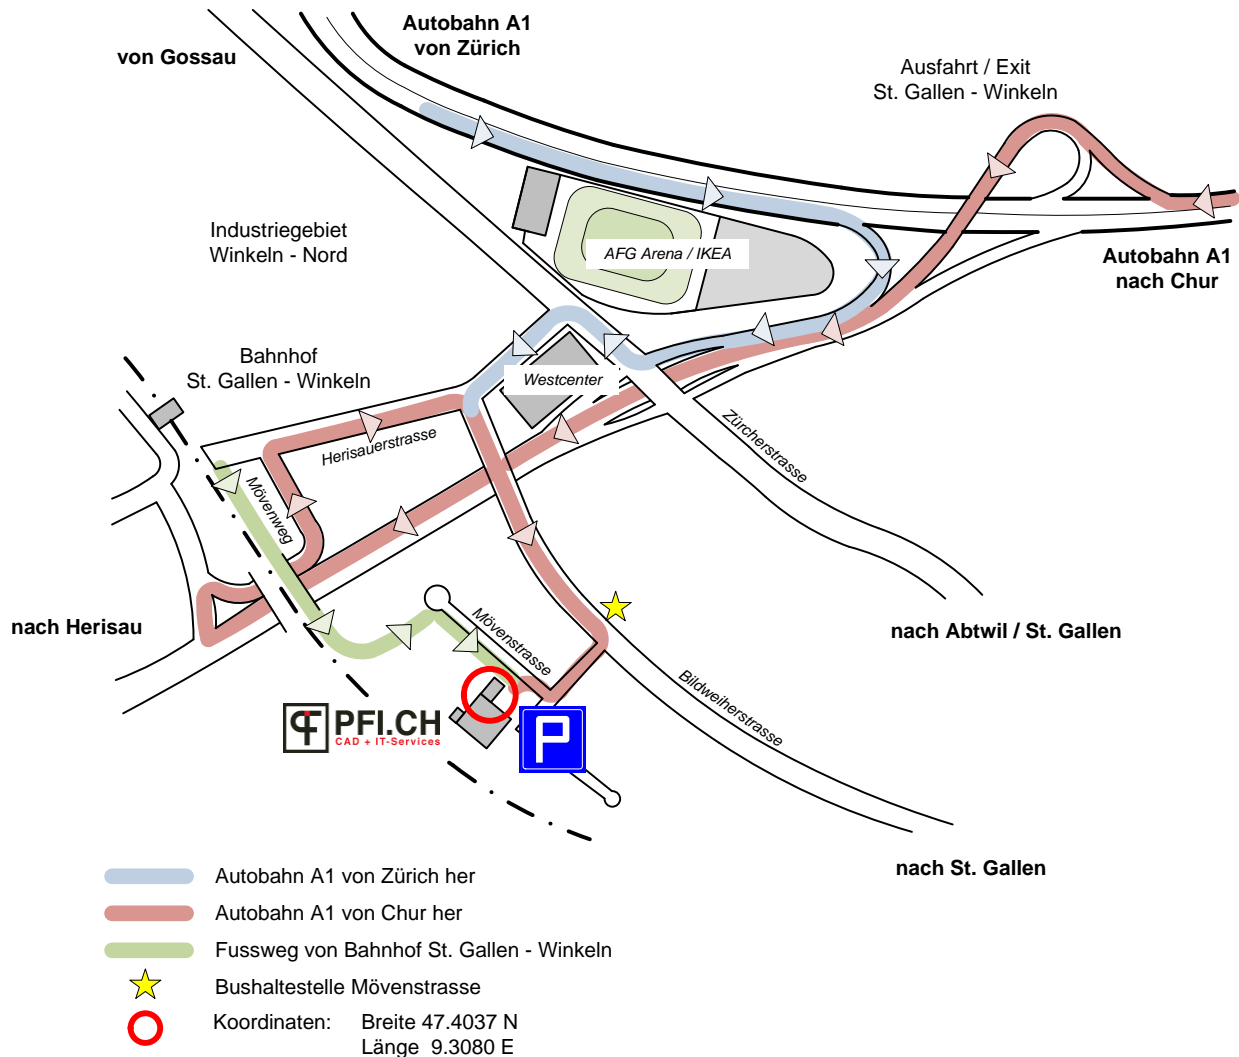 Autobahn A1
von Zürich
von Gossau
Ausfahrt / Exit
St. Gallen - Winkeln
Industriegebiet
Winkeln - Nord
AFG Arena / IKEA
Autobahn A1
nach Chur
Bahnhof
St. Gallen - Winkeln
Westcenter
Herisauerstrasse
Zürcherstrasse
Mövenweg
nach Herisau
Mövenstrasse
nach Abtwil / St. Gallen
Bildweiherstrasse
PFI.CH
CAD + IT-Services
P
nach St. Gallen
Autobahn A1 von Zürich her
Autobahn A1 von Chur her
Fussweg von Bahnhof St. Gallen - Winkeln
Bushaltestelle Mövenstrasse
Koordinaten: Breite 47.4037 N
Länge 9.3080 E